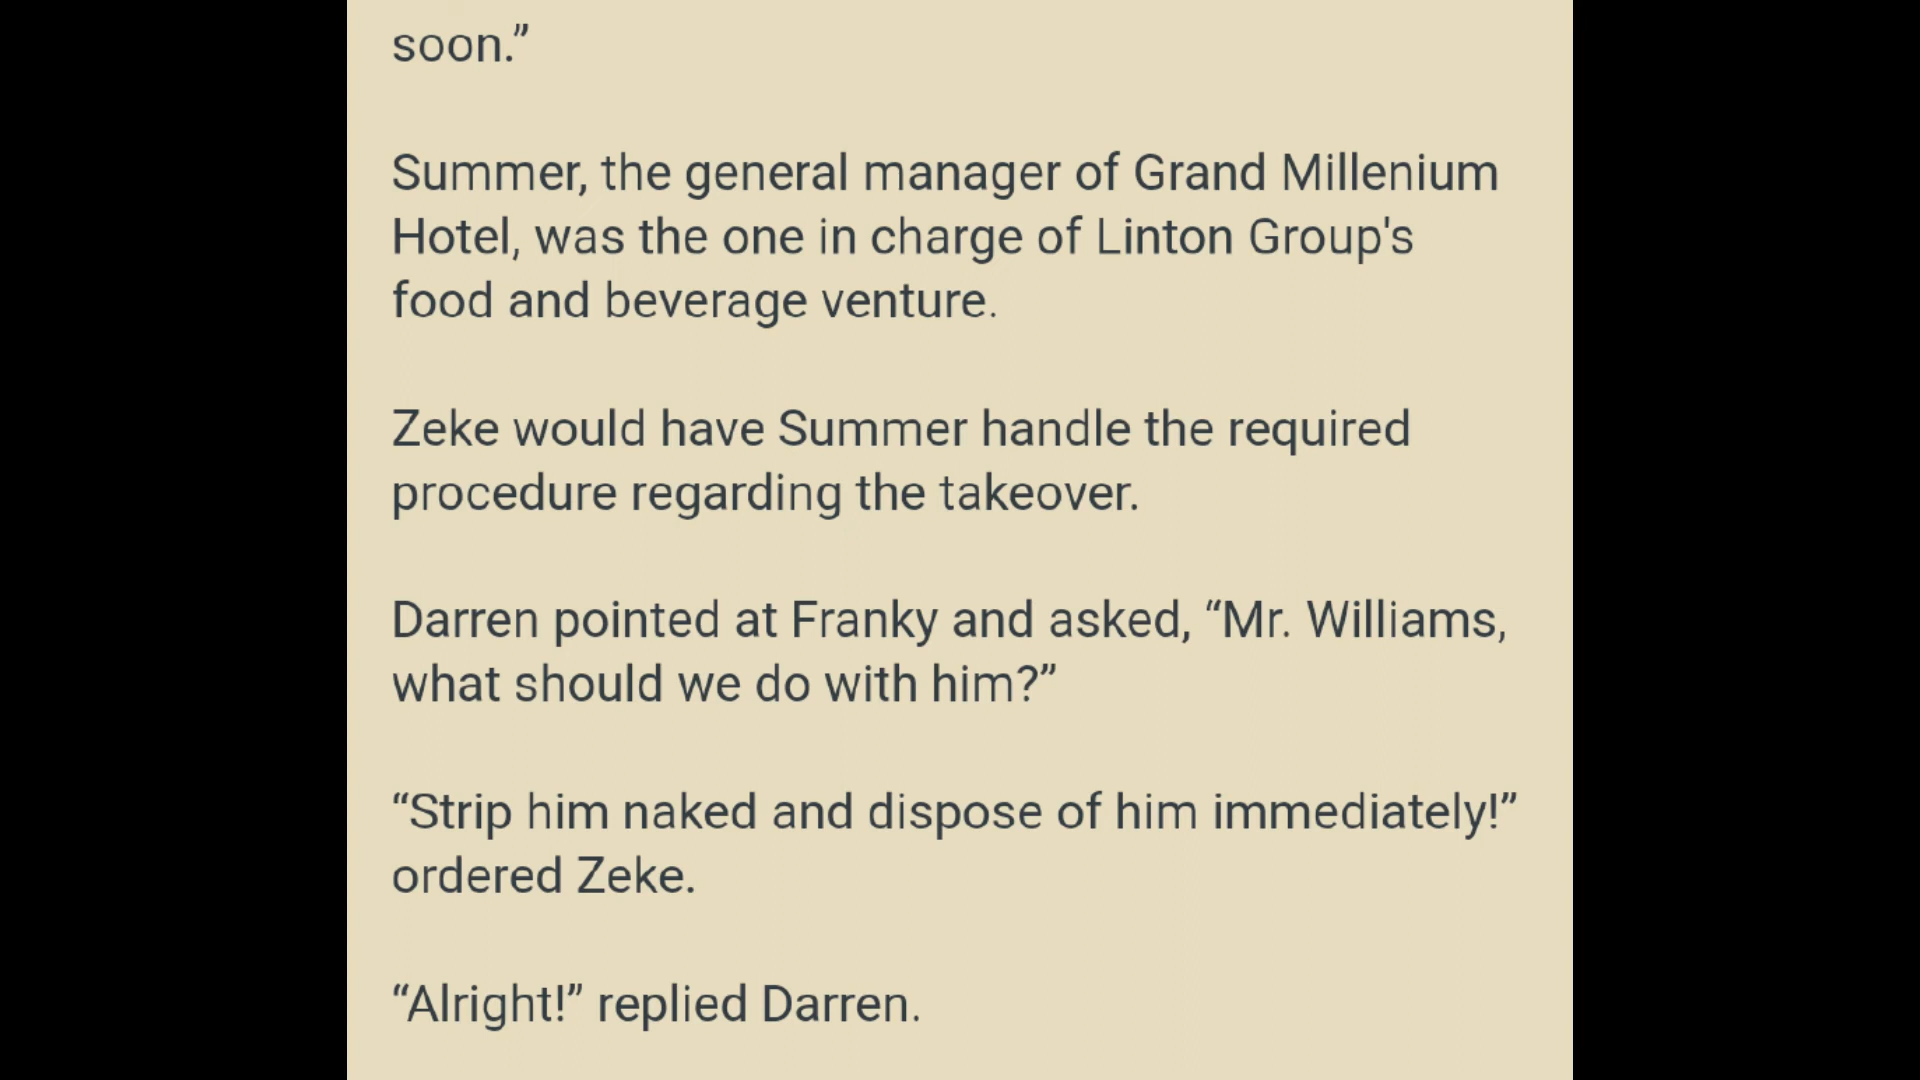 soon.”
Summer, the general manager of Grand Millenium
Hotel, was the one in charge of Linton Group's
food and beverage venture.
Zeke would have Summer handle the required
procedure regarding the takeover.
Darren pointed at Franky and asked, “Mr. Williams,
what should we do with him?”
“Strip him naked and dispose of him immediately!”
ordered Zeke.
“Alright!” replied Darren.